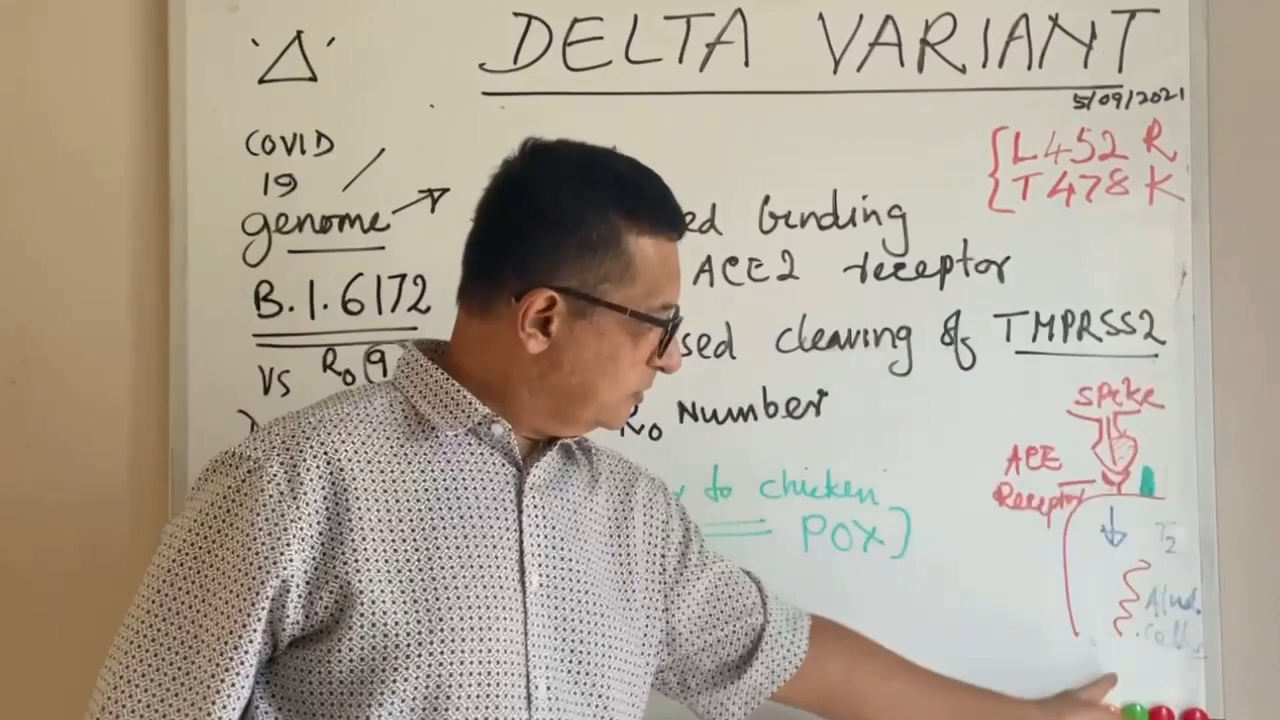 'Δ'
DELTA VARIANT
5/09/2021
COVID
19
genome
B.1.6172
VS R0 (9
L452 R
T478 K
ed binding
ACE2 receptor
sed cleaving of TMPRSS2
R0 Number
to chicken
POX)
Spike
ACE
Receptor
T2